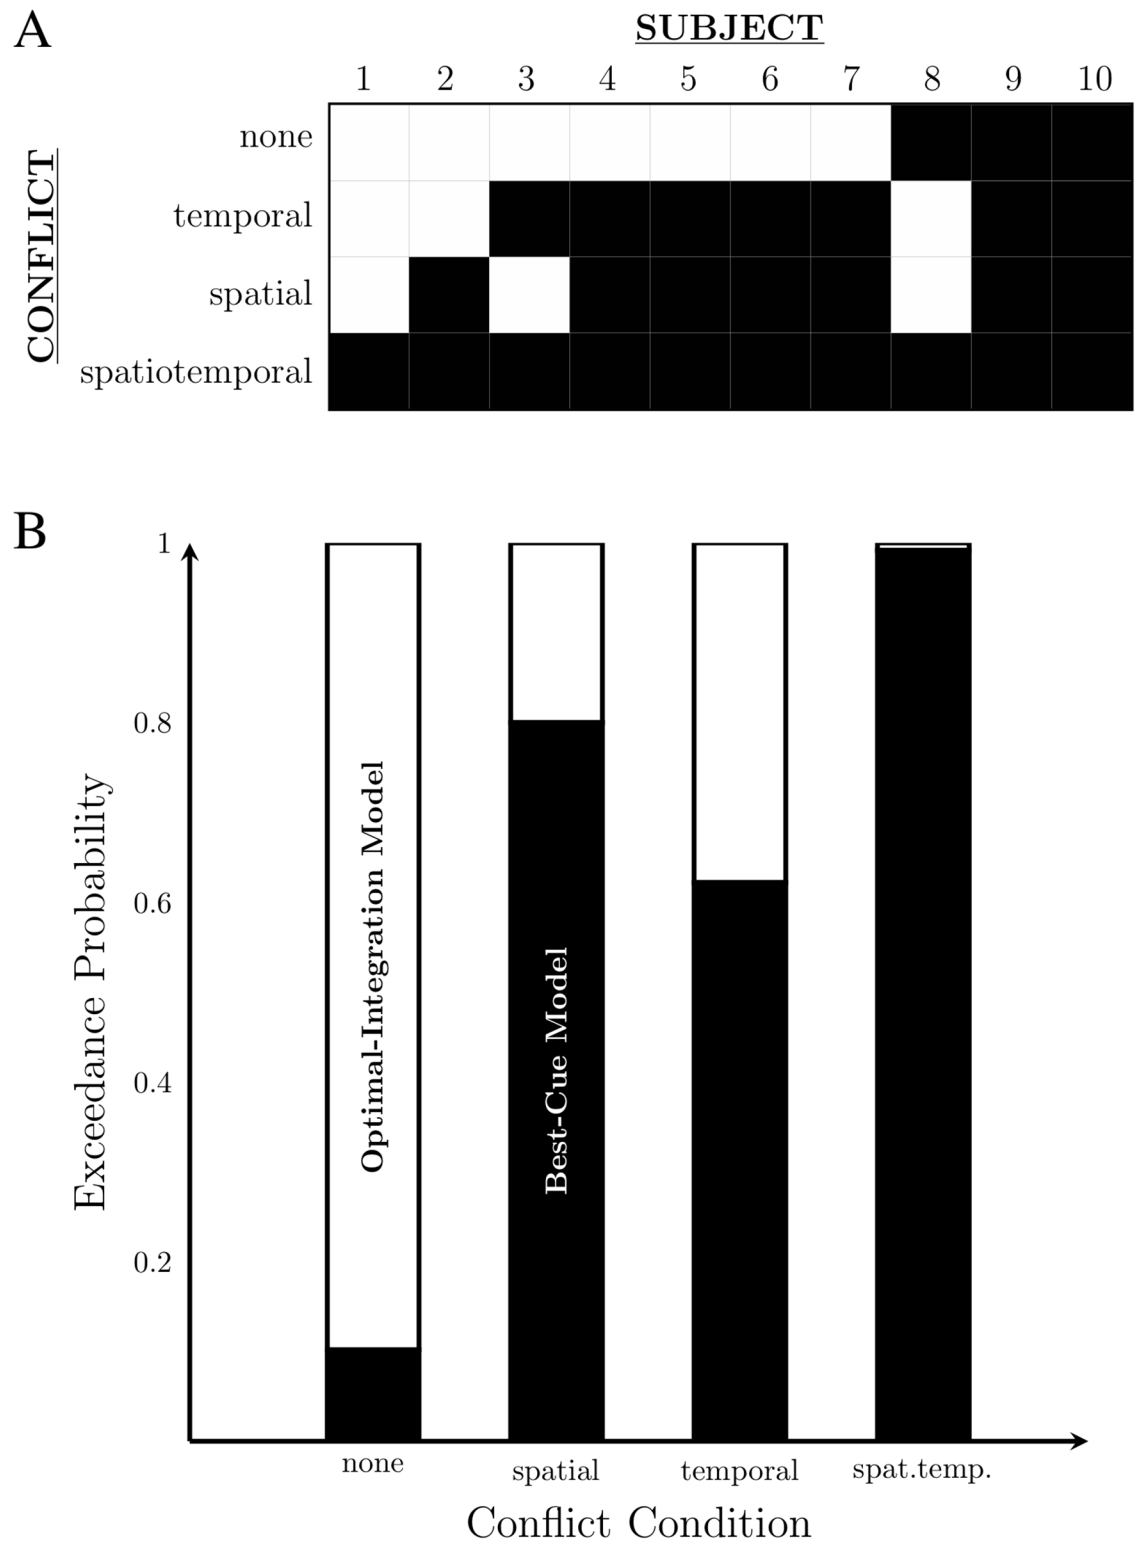 A
SUBJECT
1 2 3 4 5 6 7 8 9 10
CONFLICT
none
temporal
spatial
spatiotemporal
B
Exceedance Probability
1
0.8
0.6
0.4
0.2
Optimal-Integration Model
Best-Cue Model
none spatial temporal spat.temp.
Conflict Condition